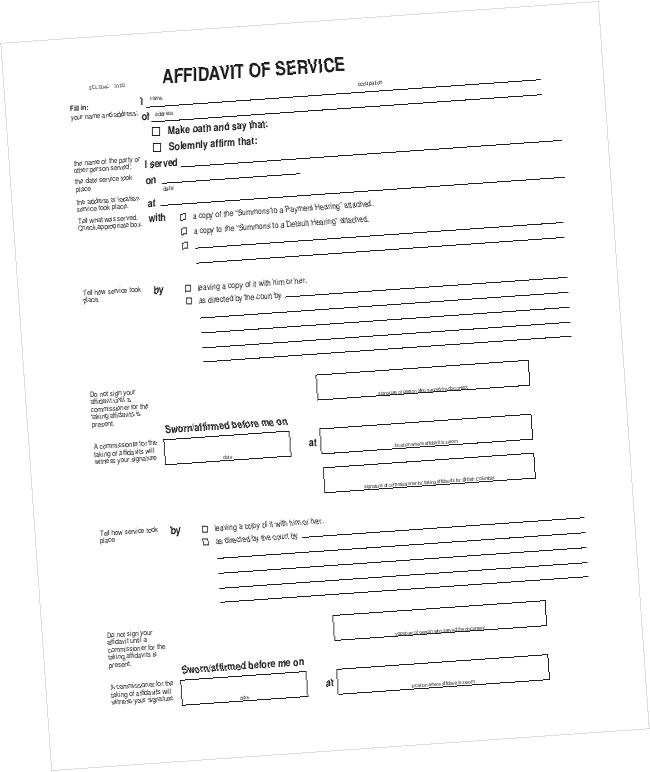 AFFIDAVIT OF SERVICE
Fill in:
your name and address;
I
name
occupation
of
address
Make oath and say that:
Solemnly affirm that:
the name of the party or
other person served;
I served
the date service took
place
on
date
the address or location
service took place.
at
Tell what was served.
Check appropriate box.
with
a copy of the "Summons to a Payment Hearing" attached.
a copy to the "Summons to a Default Hearing" attached.
Tell how service took
place.
by
leaving a copy of it with him or her.
as directed by the court by
Do not sign your
affidavit until a
commissioner for the
taking affidavits is
present.
signature of person who served the document
Sworn/affirmed before me on
A commissioner for the
taking of affidavits will
witness your signature.
date
at
location where affidavit is sworn
signature of commissioner for taking affidavits for British Columbia
Tell how service took
place
by
leaving a copy of it with him or her.
as directed by the court by
Do not sign your
affidavit until a
commissioner for the
taking affidavits is
present.
signature of person who served the document
Sworn/affirmed before me on
A commissioner for the
taking of affidavits will
witness your signature
date
at
location where affidavit is sworn